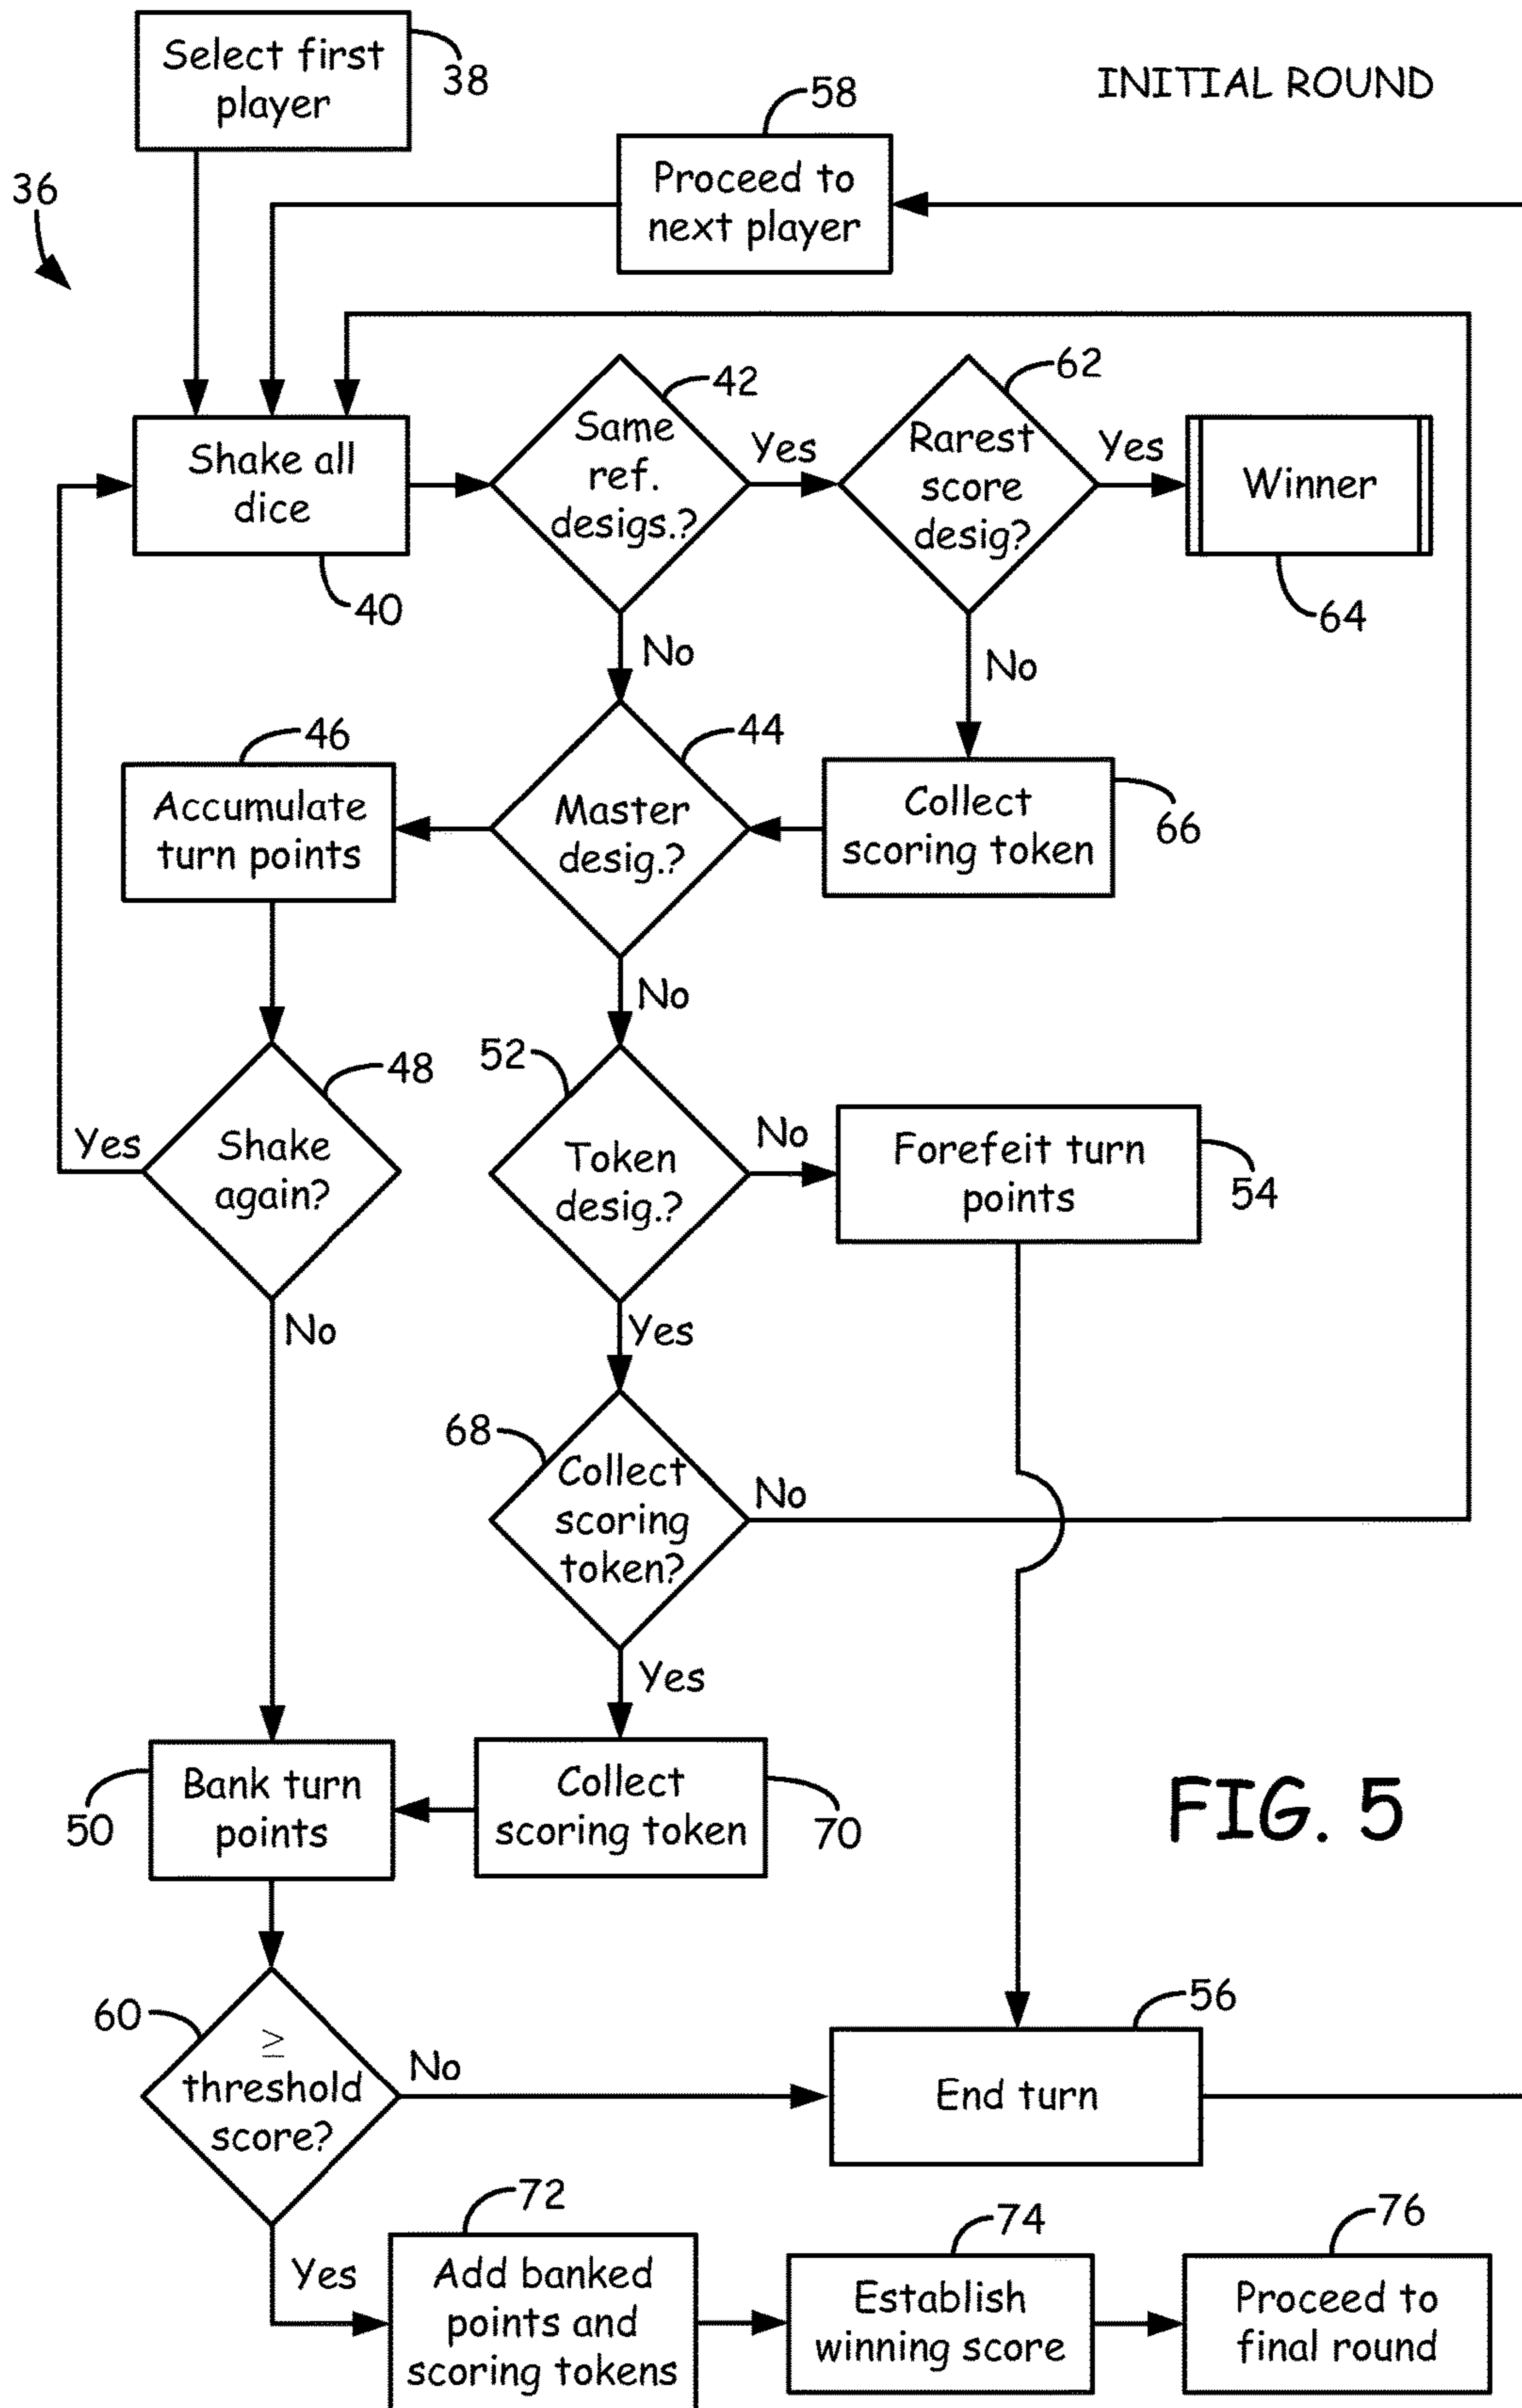 Select first
player
38
INITIAL ROUND
58
Proceed to
next player
36
42
Same
ref.
desigs.?
Yes
62
Rarest
score
desig?
Yes
Winner
64
Shake all
dice
40
No
No
46
Accumulate
turn points
44
Master
desig.?
Collect
scoring token
66
No
48
Shake
again?
Yes
No
52
Token
desig.?
No
Forefeit turn
points
54
Yes
68
Collect
scoring
token?
No
Yes
Bank turn
points
50
Collect
scoring token
70
FIG. 5
60
≥
threshold
score?
No
56
End turn
Yes
72
Add banked
points and
scoring tokens
74
Establish
winning score
76
Proceed to
final round